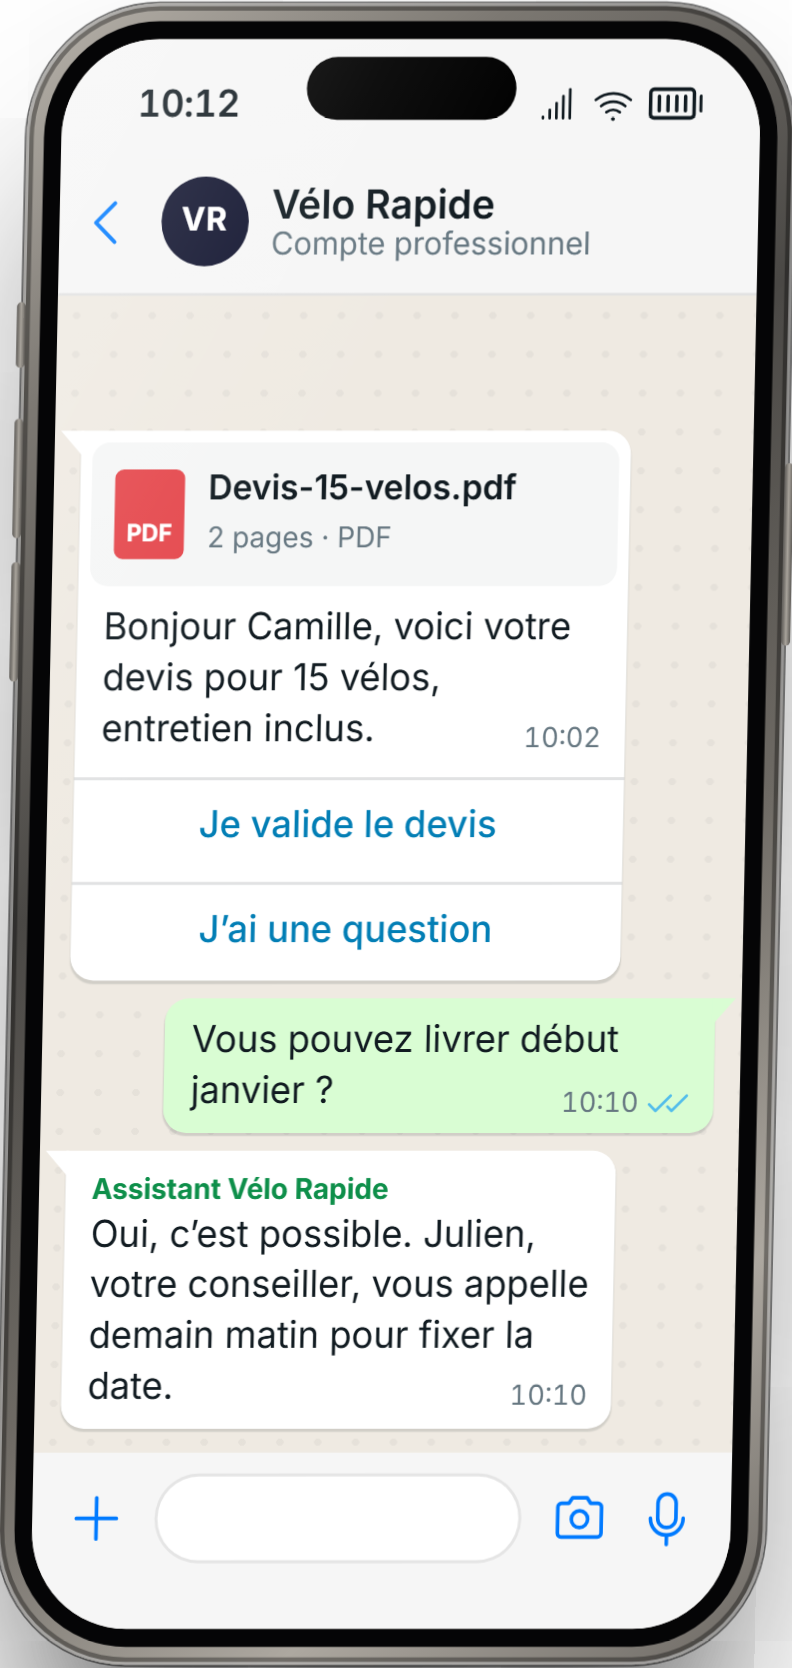 10:12
VR
Vélo Rapide
Compte professionnel
PDF
Devis-15-velos.pdf
2 pages · PDF
Bonjour Camille, voici votre
devis pour 15 vélos,
entretien inclus.
10:02
Je valide le devis
J’ai une question
Vous pouvez livrer début
janvier ?
10:10
Assistant Vélo Rapide
Oui, c’est possible. Julien,
votre conseiller, vous appelle
demain matin pour fixer la
date.
10:10